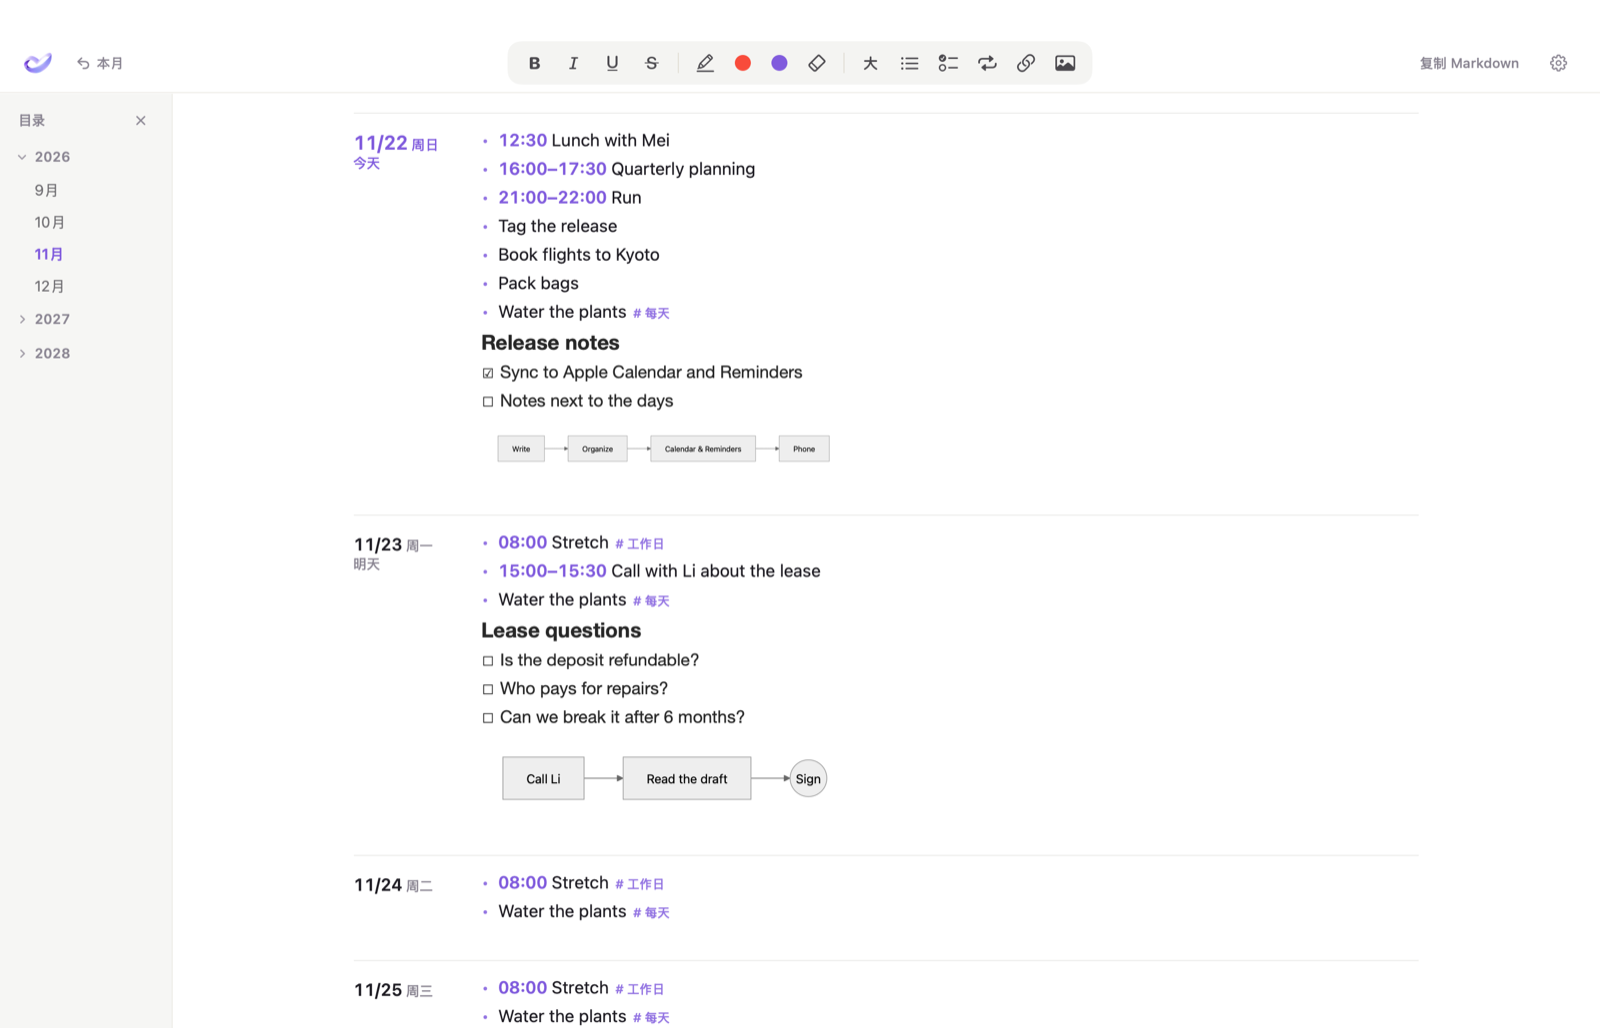 本月
B I U S 大
复制 Markdown
目录
2026
9月
10月
11月
12月
2027
2028
11/22 周日
今天
12:30 Lunch with Mei
16:00–17:30 Quarterly planning
21:00–22:00 Run
Tag the release
Book flights to Kyoto
Pack bags
Water the plants # 每天
Release notes
Sync to Apple Calendar and Reminders
Notes next to the days
Write Organize Calendar & Reminders Phone
11/23 周一
明天
08:00 Stretch # 工作日
15:00–15:30 Call with Li about the lease
Water the plants # 每天
Lease questions
Is the deposit refundable?
Who pays for repairs?
Can we break it after 6 months?
Call Li Read the draft Sign
11/24 周二
08:00 Stretch # 工作日
Water the plants # 每天
11/25 周三
08:00 Stretch # 工作日
Water the plants # 每天